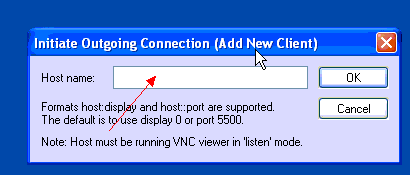 Initiate Outgoing Connection (Add New Client)
Host name:
OK
Formats host:display and host::port are supported.
The default is to use display 0 or port 5500.
Cancel
Note: Host must be running VNC viewer in 'listen' mode.